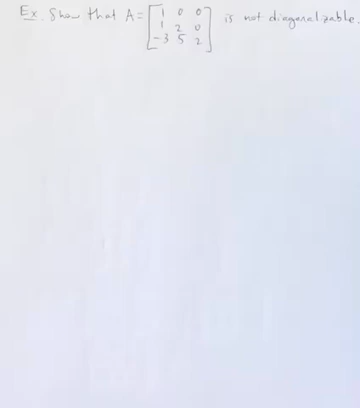 Ex. Show that A = [1 0 0
1 2 0
-3 5 2] is not diagonalizable.